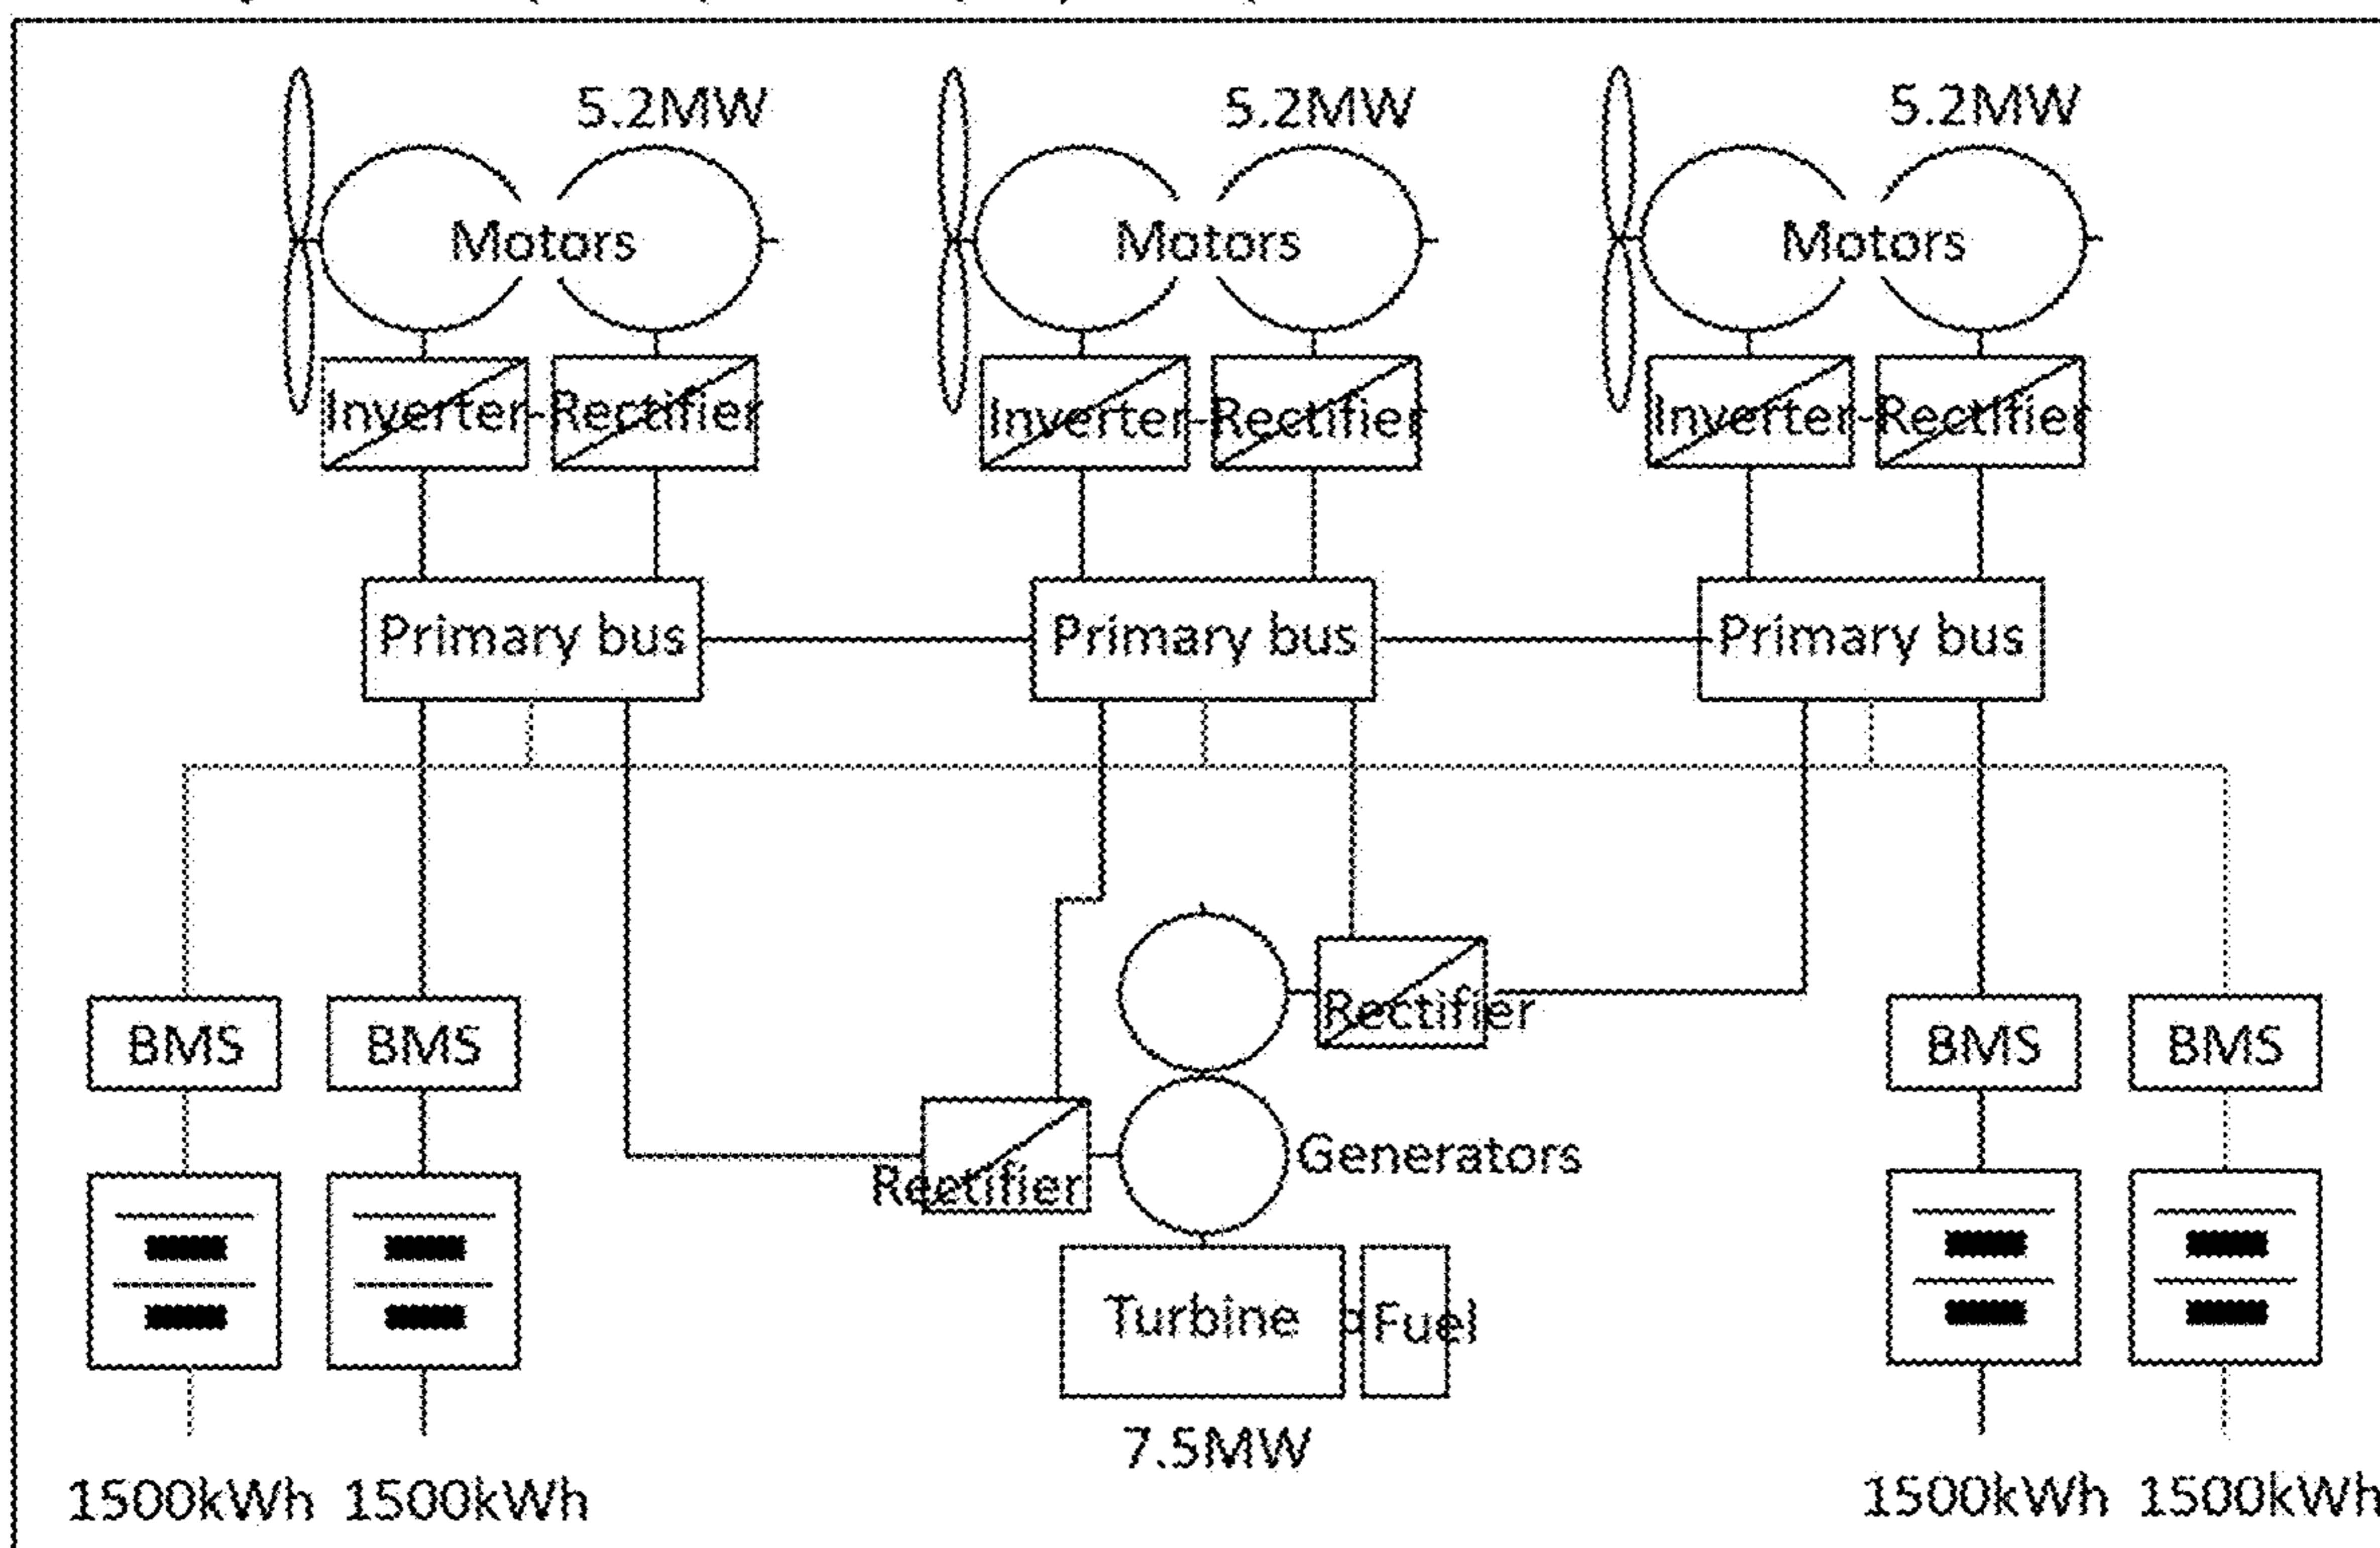 5.2MW 5.2MW 5.2MW
Motors Motors Motors
Inverter Rectifier Inverter Rectifier Inverter Rectifier
Primary bus Primary bus Primary bus
Rectifier
BMS BMS BMS BMS
Generators
Rectifier
Turbine Fuel
7.5MW
1500kWh 1500kWh 1500kWh 1500kWh